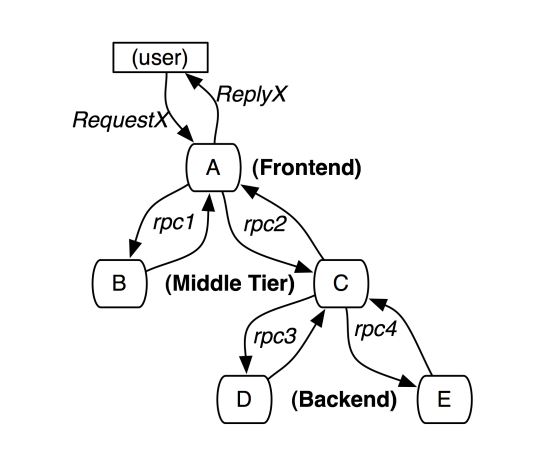 (user)
ReplyX
RequestX
A (Frontend)
rpc1 rpc2
B (Middle Tier) C
rpc3 rpc4
D (Backend) E